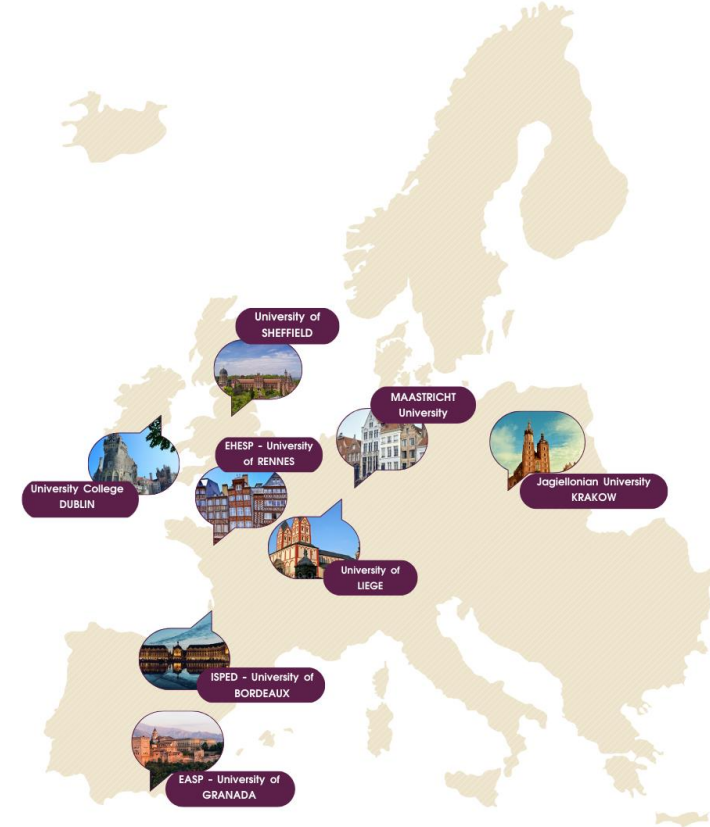 University of
SHEFFIELD
MAASTRICHT
University
EHESP - University
of RENNES
University College
DUBLIN
Jagiellonian University
KRAKOW
University of
LIEGE
ISPED - University of
BORDEAUX
EASP - University of
GRANADA